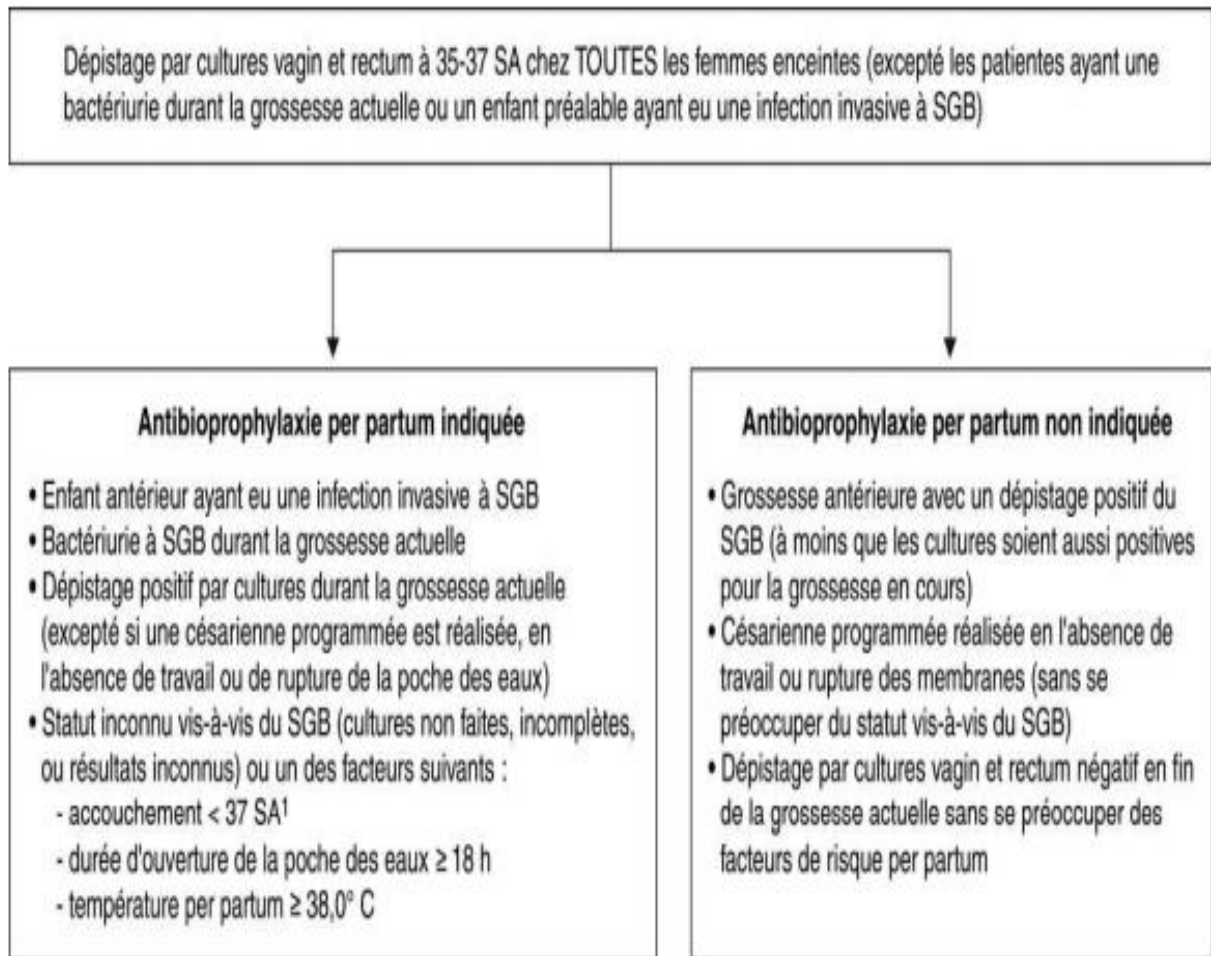 Dépistage par cultures vagin et rectum à 35-37 SA chez TOUTES les femmes enceintes (excepté les patientes ayant une
bactériurie durant la grossesse actuelle ou un enfant préalable ayant eu une infection invasive à SGB)
Antibioprophylaxie per partum indiquée
• Enfant antérieur ayant eu une infection invasive à SGB
• Bactériurie à SGB durant la grossesse actuelle
• Dépistage positif par cultures durant la grossesse actuelle
(excepté si une césarienne programmée est réalisée, en
l'absence de travail ou de rupture de la poche des eaux)
• Statut inconnu vis-à-vis du SGB (cultures non faites, incomplètes,
ou résultats inconnus) ou un des facteurs suivants :
- accouchement < 37 SA¹
- durée d'ouverture de la poche des eaux ≥ 18 h
- température per partum ≥ 38,0° C
Antibioprophylaxie per partum non indiquée
• Grossesse antérieure avec un dépistage positif du
SGB (à moins que les cultures soient aussi positives
pour la grossesse en cours)
• Césarienne programmée réalisée en l'absence de
travail ou rupture des membranes (sans se
préoccuper du statut vis-à-vis du SGB)
• Dépistage par cultures vagin et rectum négatif en fin
de la grossesse actuelle sans se préoccuper des
facteurs de risque per partum